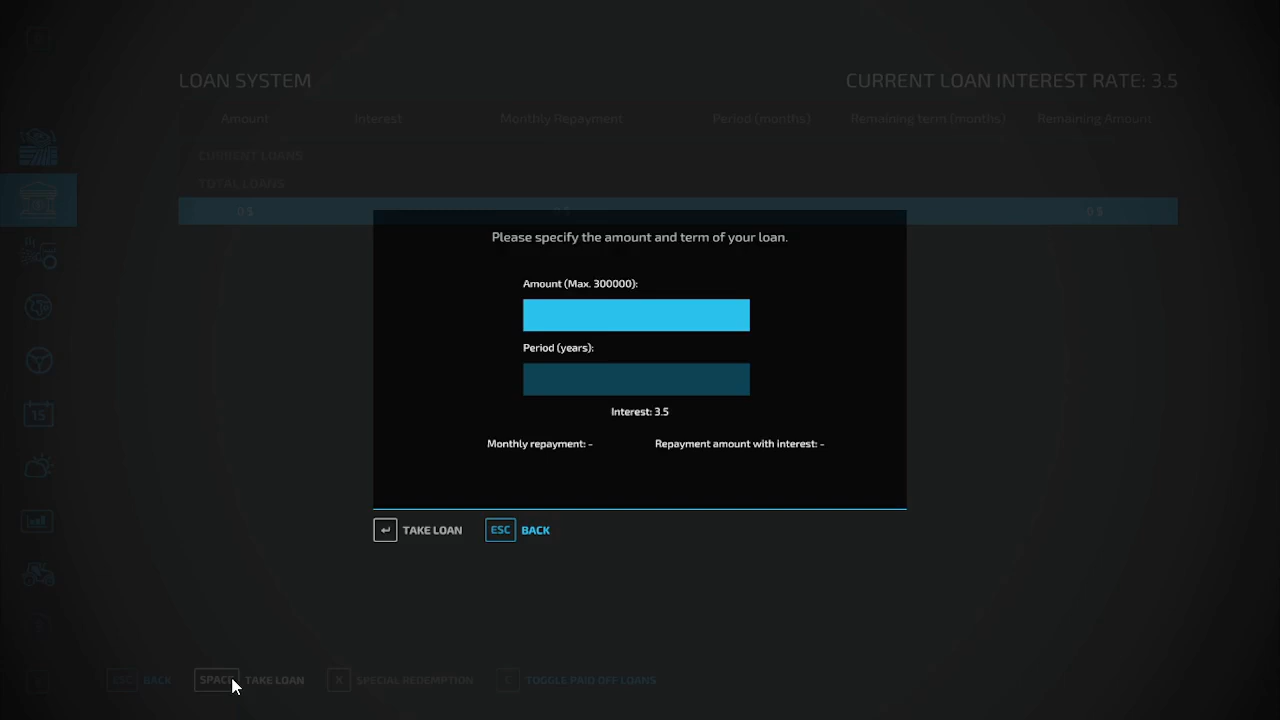 LOAN SYSTEM
CURRENT LOAN INTEREST RATE: 3.5
Amount Interest Monthly Repayment Period (months) Remaining term (months) Remaining Amount
CURRENT LOANS
TOTAL LOANS
0 $ 0 $ 0 $
Please specify the amount and term of your loan.
Amount (Max. 300000):
Period (years):
Interest: 3.5
Monthly repayment: - Repayment amount with interest: -
TAKE LOAN ESC BACK
15
ESC BACK SPACE TAKE LOAN X SPECIAL REDEMPTION C TOGGLE PAID OFF LOANS